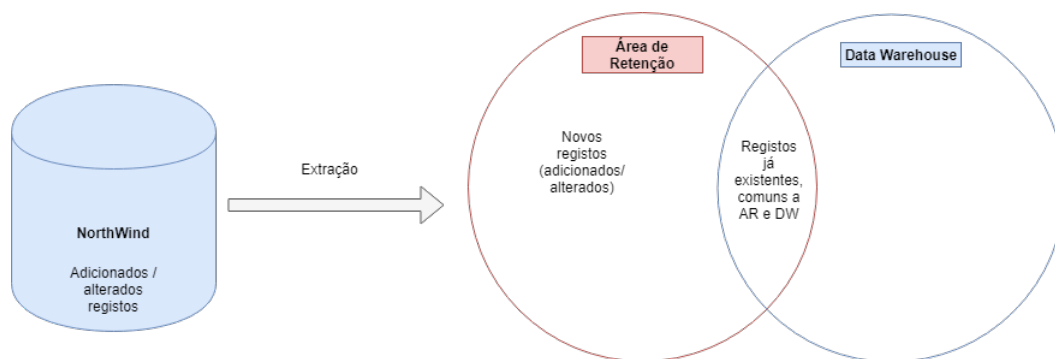 NorthWind
Adicionados /
alterados
registos
Extração
Área de
Retenção
Novos
registos
(adicionados/
alterados)
Registos
já
existentes,
comuns a
AR e DW
Data Warehouse